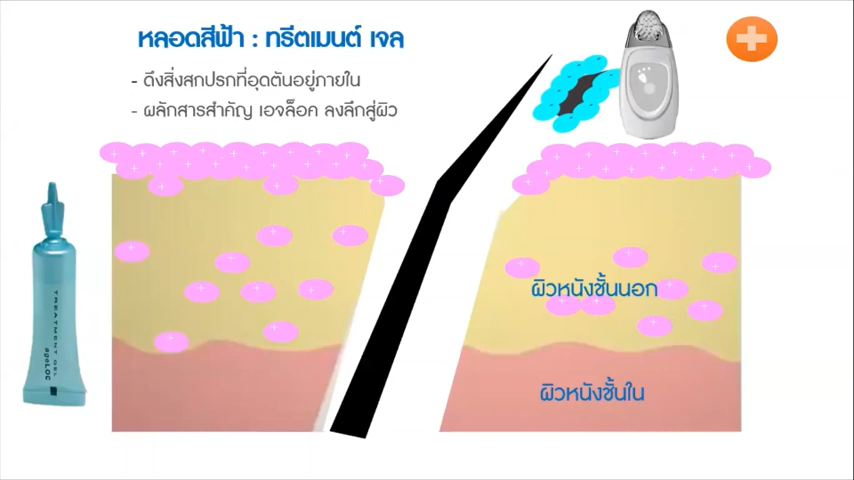 หลอดสีฟ้า : ทรีตเมนต์ เจล
- ดึงสิ่งสกปรกที่อุดตันอยู่ภายใน
- ผลักสารสำคัญ เอจล็อค ลงลึกสู่ผิว
TREATMENT GEL
ageLOC
ผิวหนังชั้นนอก
ผิวหนังชั้นใน